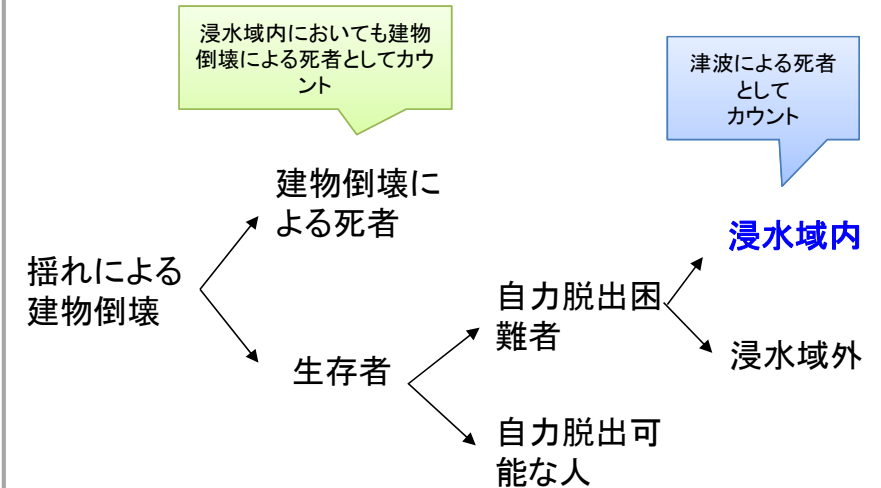 浸水域内においても建物
倒壊による死者としてカウ
ント
津波による死者
として
カウント
建物倒壊に
よる死者
浸水域内
揺れによる
建物倒壊
自力脱出困
難者
浸水域外
生存者
自力脱出可
能な人